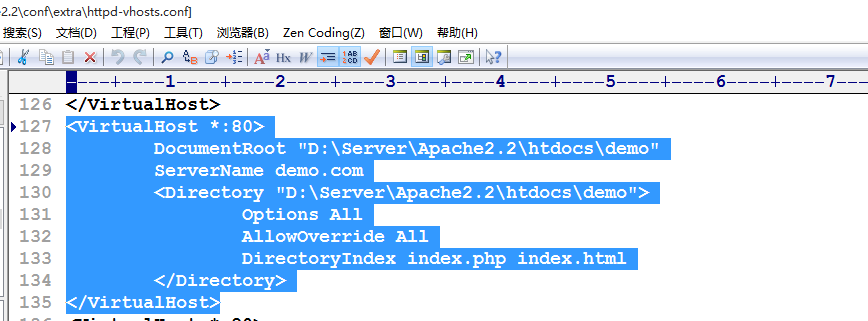 2.2\conf\extra\httpd-vhosts.conf]
搜索(S) 文档(D) 工程(P) 工具(T) 浏览器(B) Zen Coding(Z) 窗口(W) 帮助(H)
----+----1----+----2----+----3----+----4----+----5----+----6----+----7
126 </VirtualHost>
127 <VirtualHost *:80>
128 DocumentRoot "D:\Server\Apache2.2\htdocs\demo"
129 ServerName demo.com
130 <Directory "D:\Server\Apache2.2\htdocs\demo">
131 Options All
132 AllowOverride All
133 DirectoryIndex index.php index.html
134 </Directory>
135 </VirtualHost>